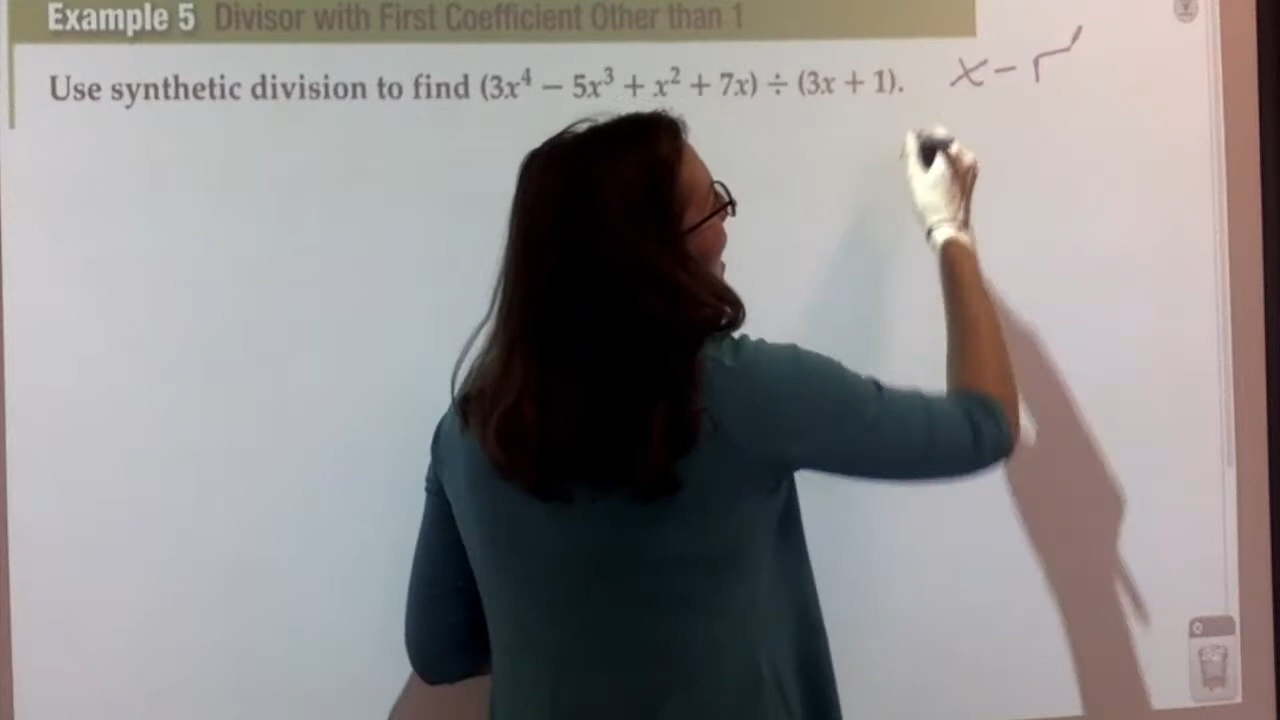 Example 5 Divisor with First Coefficient Other than 1
Use synthetic division to find (3x⁴ − 5x³ + x² + 7x) ÷ (3x + 1). x − r